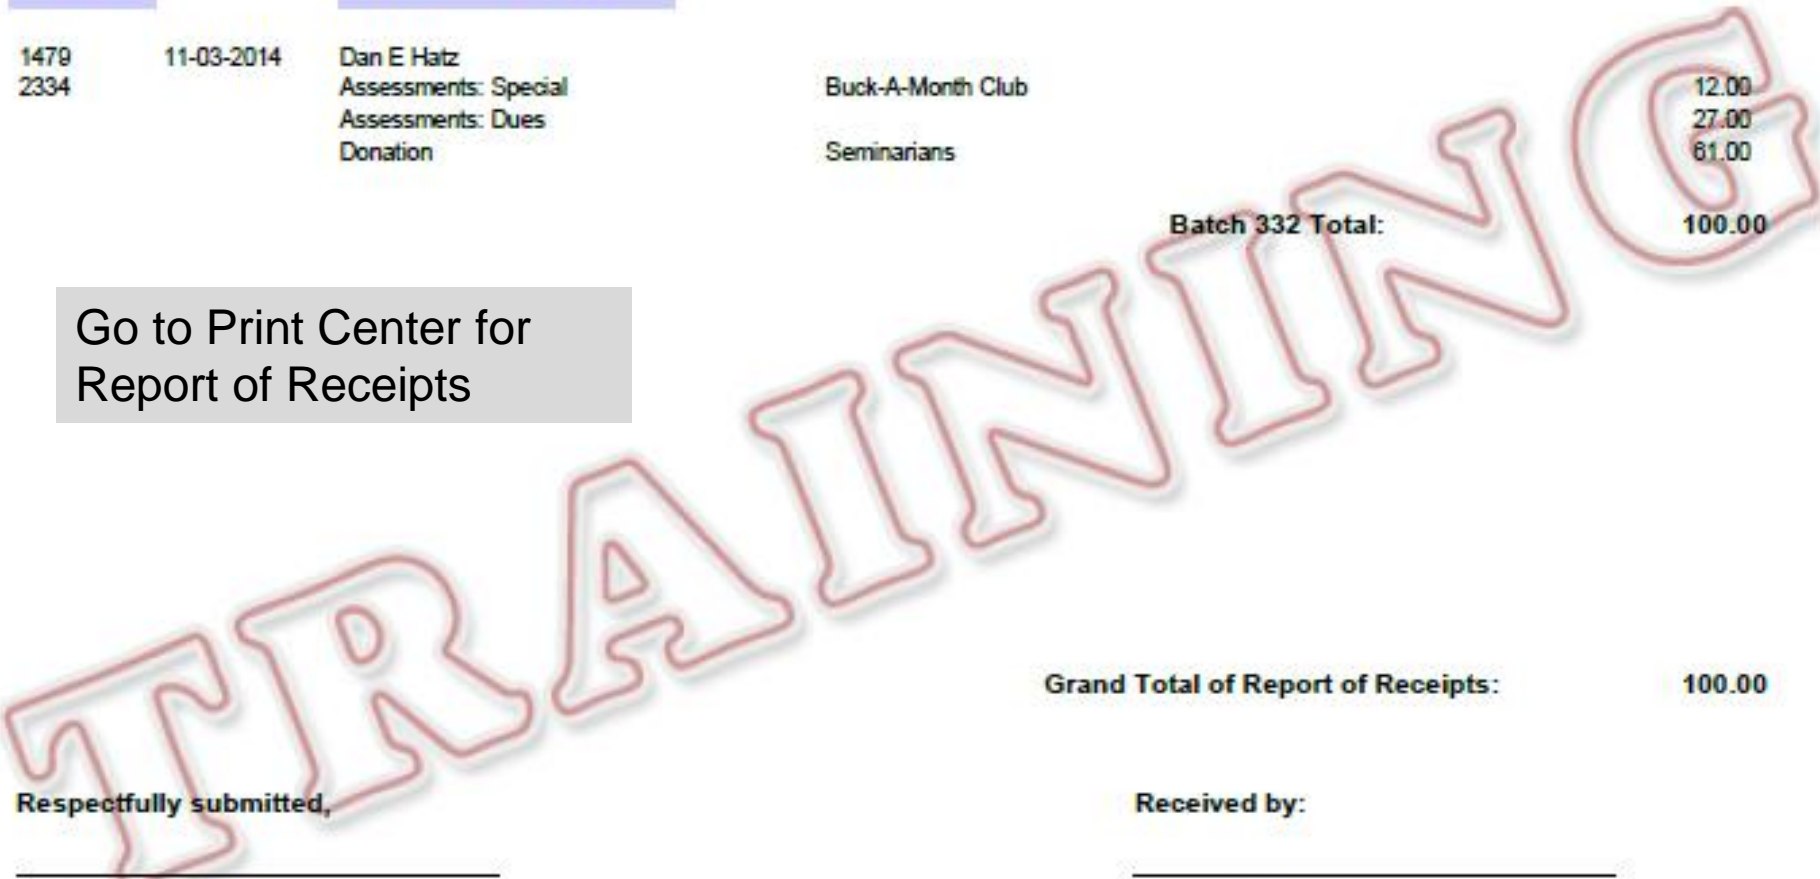 1479 11-03-2014 Dan E Hatz
2334 Assessments: Special Buck-A-Month Club 12.00
Assessments: Dues 27.00
Donation Seminarians 61.00
Batch 332 Total: 100.00
Go to Print Center for
Report of Receipts
TRAINING
Grand Total of Report of Receipts: 100.00
Respectfully submitted, Received by: